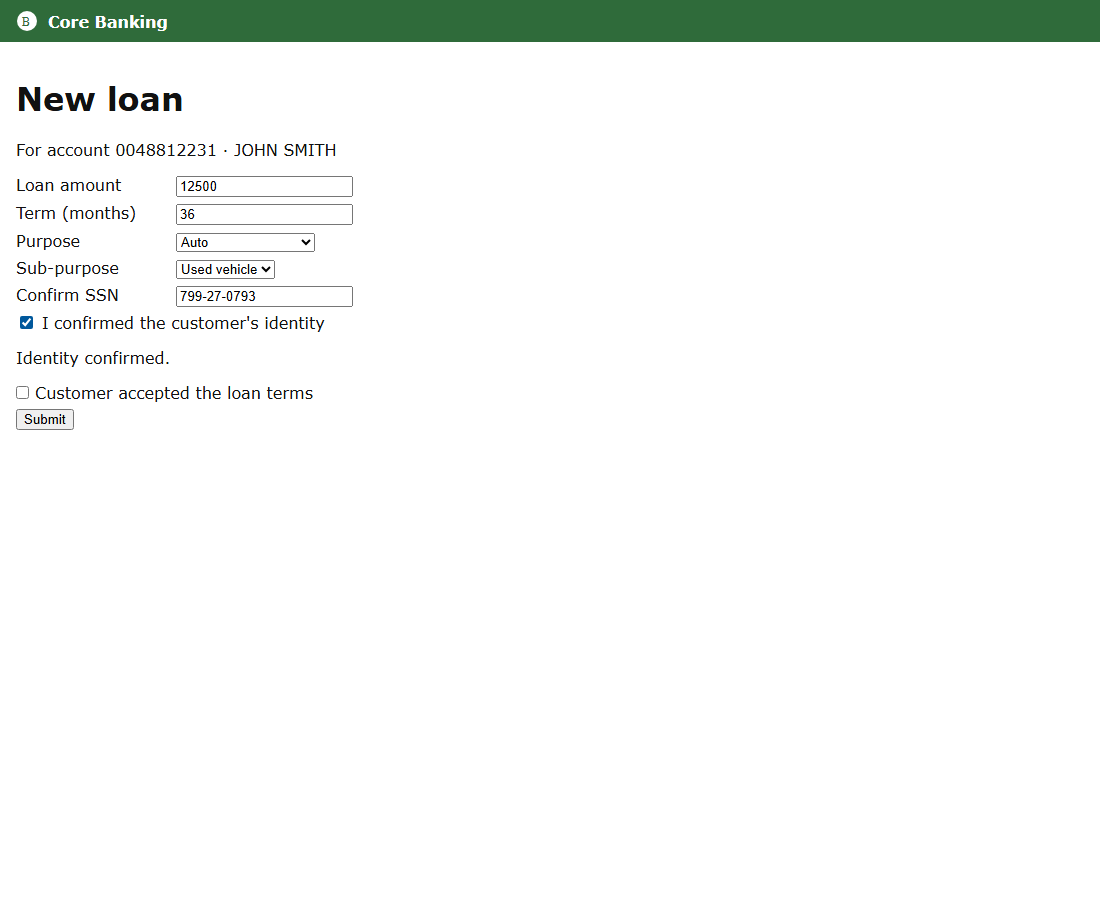 B Core Banking
New loan
For account 0048812231 · JOHN SMITH
Loan amount 12500
Term (months) 36
Purpose Auto
Sub-purpose Used vehicle
Confirm SSN 799-27-0793
I confirmed the customer's identity
Identity confirmed.
Customer accepted the loan terms
Submit